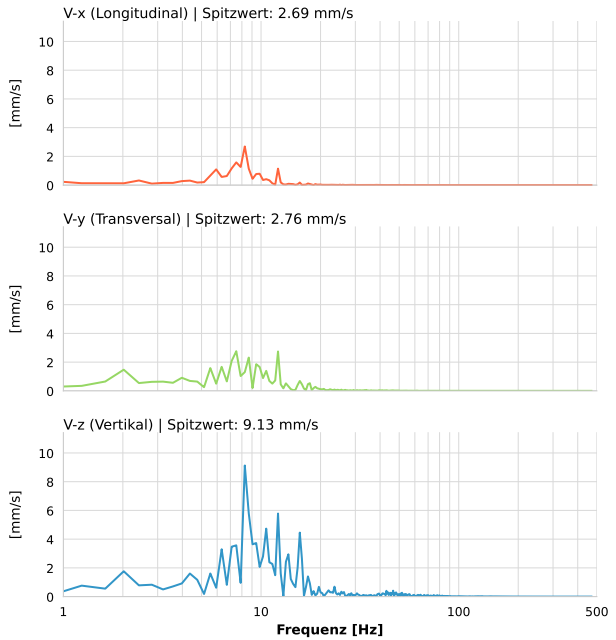 V-x (Longitudinal) | Spitzwert: 2.69 mm/s
10
8
6
4
2
0
[mm/s]
V-y (Transversal) | Spitzwert: 2.76 mm/s
10
8
6
4
2
0
[mm/s]
V-z (Vertikal) | Spitzwert: 9.13 mm/s
10
8
6
4
2
0
[mm/s]
1 10 100 500
Frequenz [Hz]